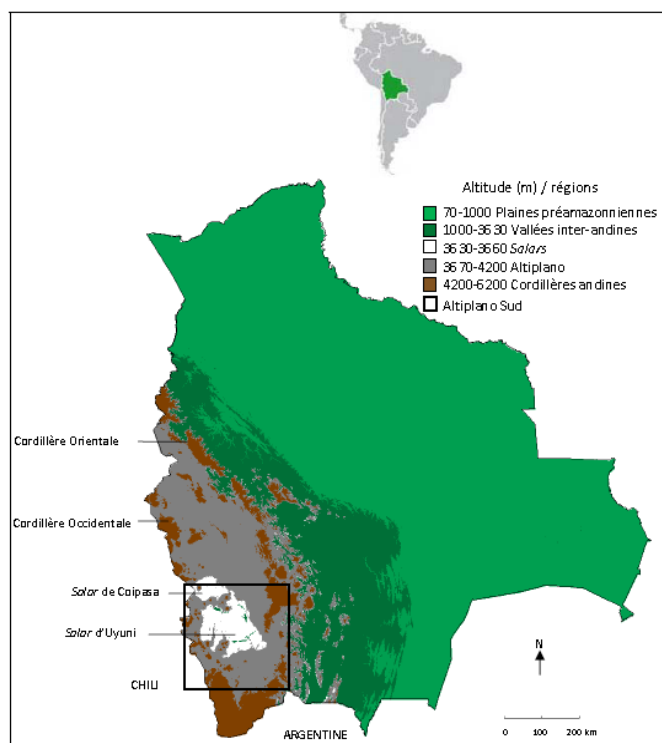 Altitude (m) / régions
70-1000 Plaines préamazonniennes
1000-3630 Vallées inter-andines
3630-3660 Salars
3670-4200 Altiplano
4200-6200 Cordillères andines
Altiplano Sud
Cordillère Orientale
Cordillère Occidentale
Salar de Coipasa
Salar d'Uyuni
CHILI
ARGENTINE
N
0 100 200 km